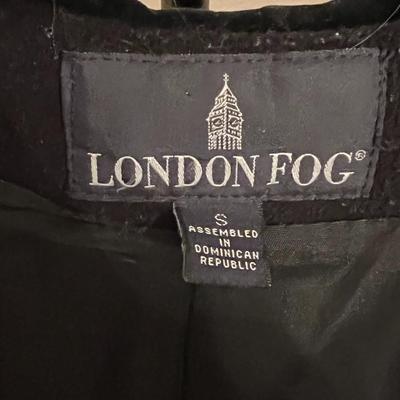 LONDON FOG®
S
ASSEMBLED
IN
DOMINICAN
REPUBLIC